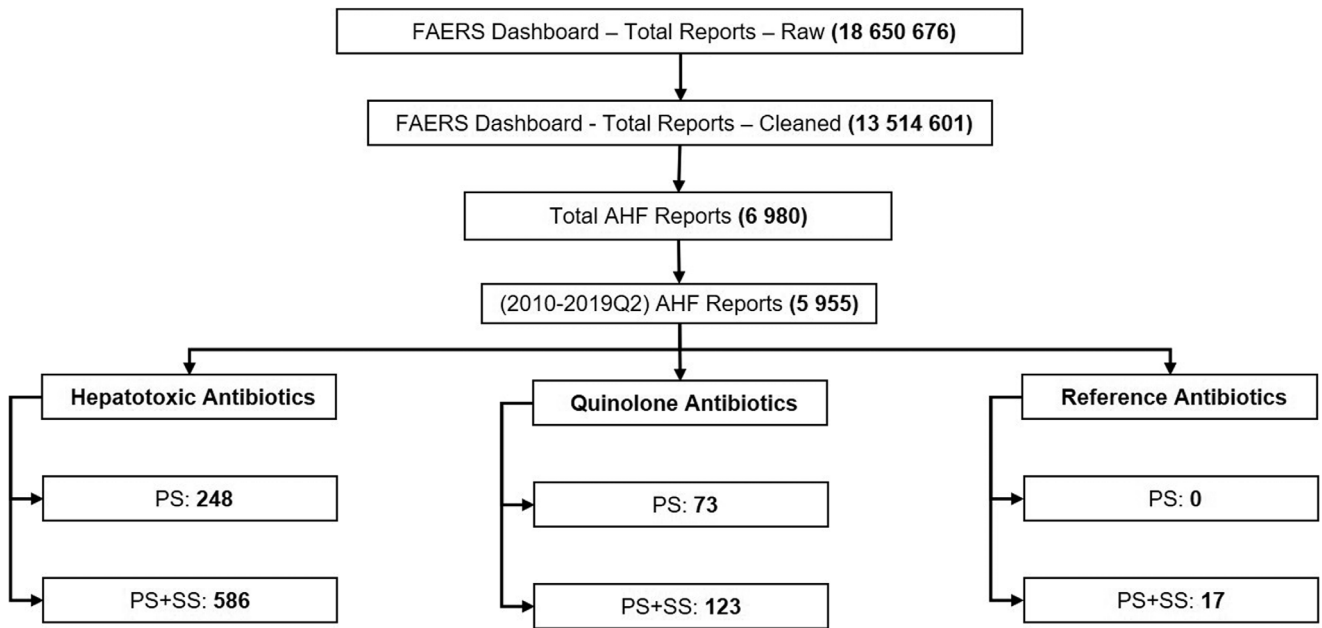 FAERS Dashboard – Total Reports – Raw (18 650 676)
FAERS Dashboard - Total Reports – Cleaned (13 514 601)
Total AHF Reports (6 980)
(2010-2019Q2) AHF Reports (5 955)
Hepatotoxic Antibiotics
PS: 248
PS+SS: 586
Quinolone Antibiotics
PS: 73
PS+SS: 123
Reference Antibiotics
PS: 0
PS+SS: 17